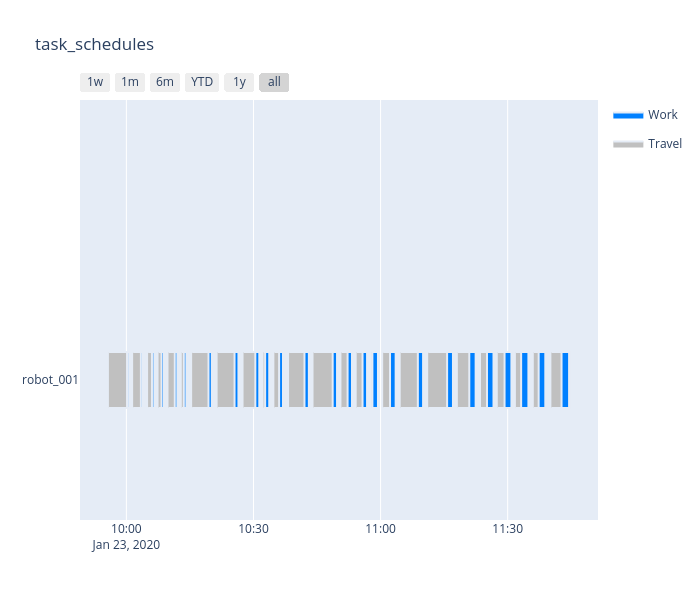 task_schedules
1w 1m 6m YTD 1y all
Work
Travel
robot_001
10:00 10:30 11:00 11:30
Jan 23, 2020